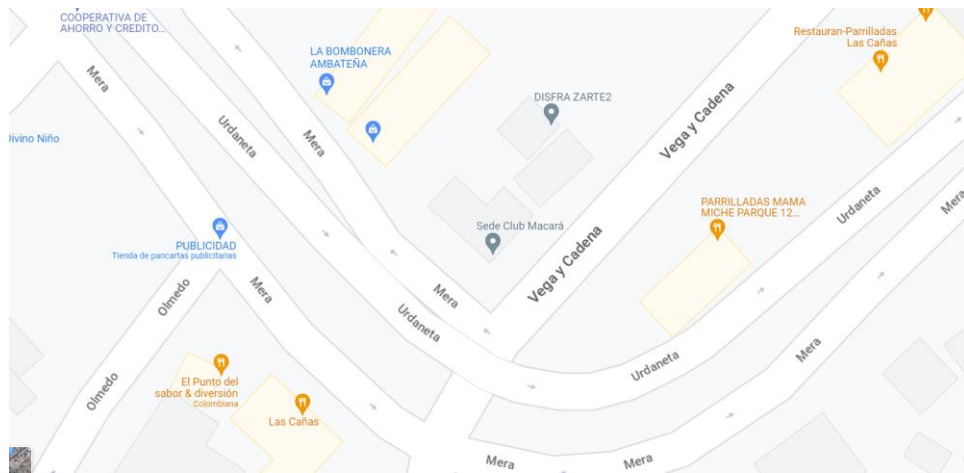 COOPERATIVA DE
AHORRO Y CREDITO...
Restauran-Parrilladas
Las Cañas
LA BOMBONERA
AMBATEÑA
Mera
DISFRA ZARTE2
Urdaneta
Mera
Vega y Cadena
Divino Niño
Urdaneta
Mera
PARRILLADAS MAMA
MICHE PARQUE 12...
Sede Club Macará
PUBLICIDAD
Tienda de pancartas publicitarias
Vega y Cadena
Olmedo
Mera
Mera
Urdaneta
Mera
Urdaneta
El Punto del
sabor & diversión
Colombiana
Olmedo
Las Cañas
Mera
Mera